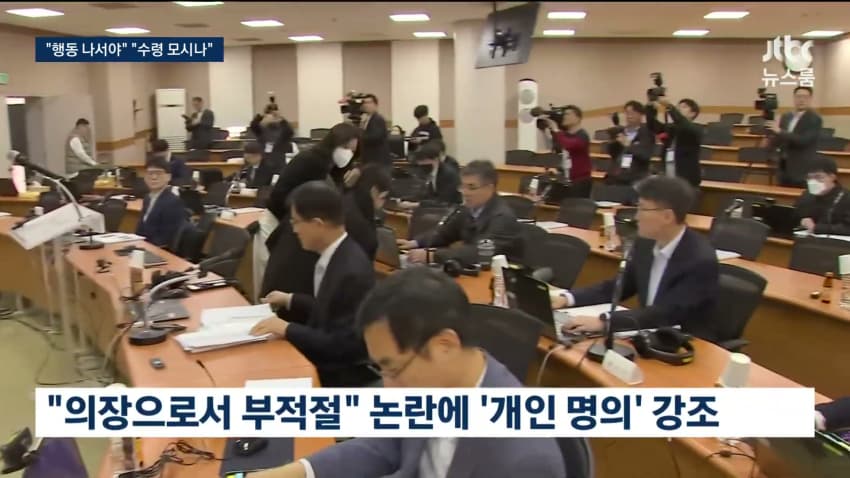 "행동 나서야" "수령 모시나"
jtbc
뉴스룸
"의장으로서 부적절" 논란에 '개인 명의' 강조